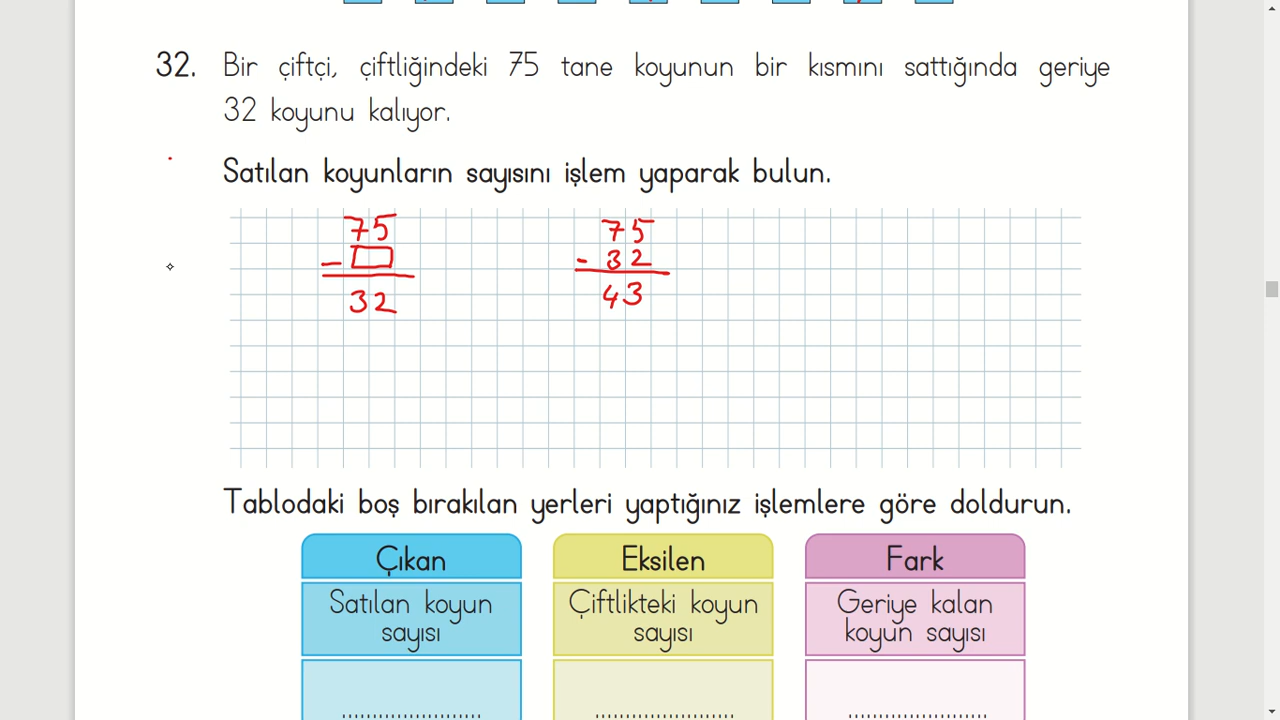 32. Bir çiftçi, çiftliğindeki 75 tane koyunun bir kısmını sattığında geriye
32 koyunu kalıyor.
Satılan koyunların sayısını işlem yaparak bulun.
75
-
32
75
- 32
43
Tablodaki boş bırakılan yerleri yaptığınız işlemlere göre doldurun.
Çıkan
Satılan koyun
sayısı
......................
Eksilen
Çiftlikteki koyun
sayısı
......................
Fark
Geriye kalan
koyun sayısı
......................